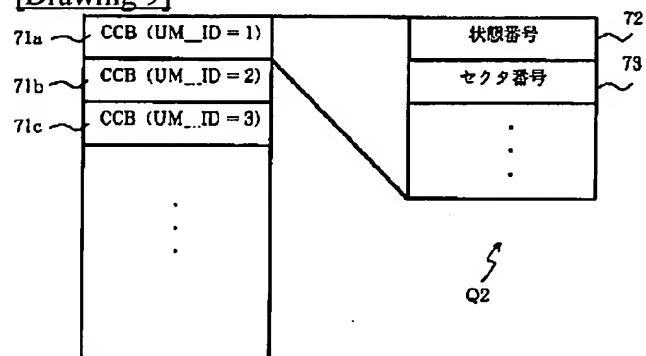 [Drawing 9]
71a CCB (UM_ID = 1)
71b CCB (UM_ID = 2)
71c CCB (UM_ID = 3)
状態番号 72
セクタ番号 73
Q2